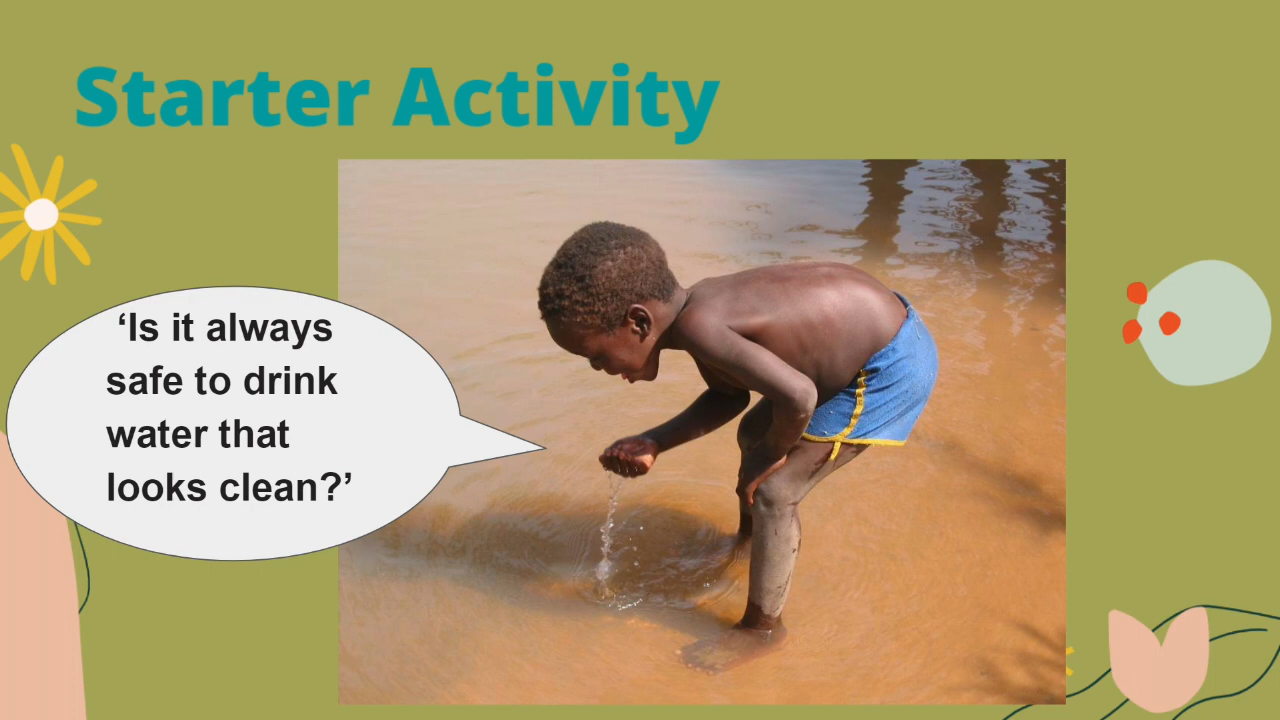 Starter Activity
‘Is it always
safe to drink
water that
looks clean?’